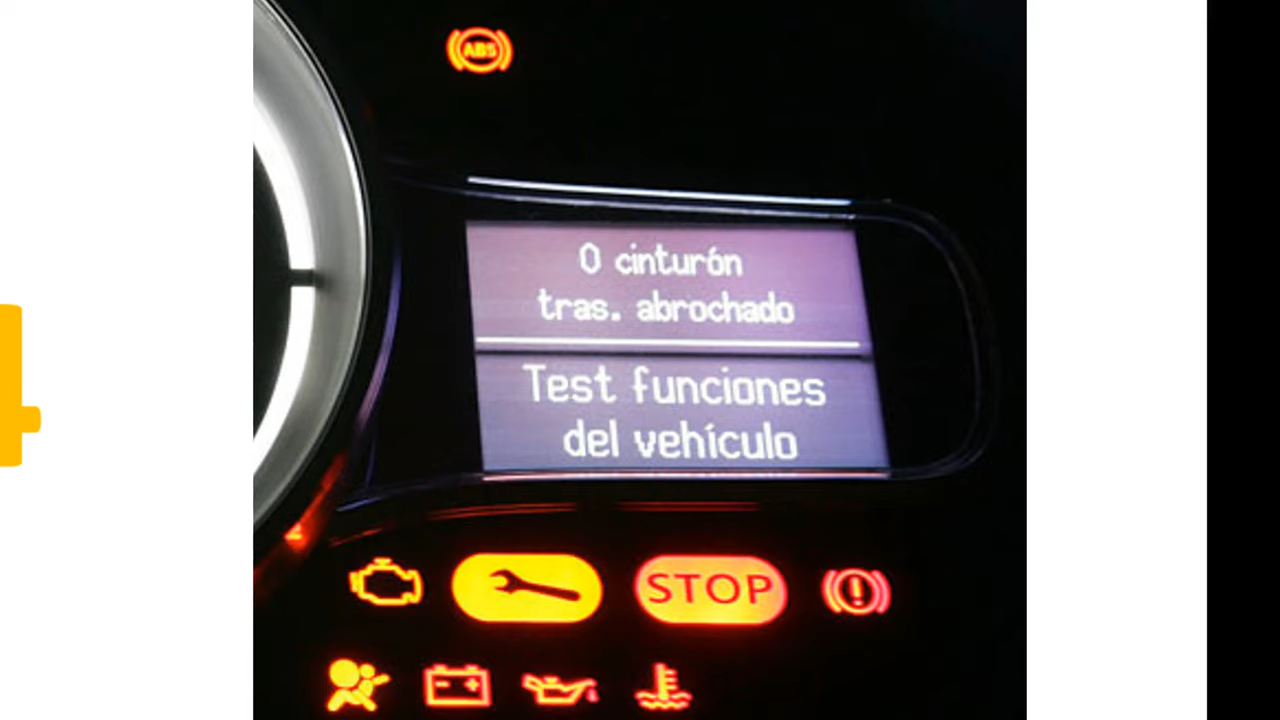 ABS
0 cinturón
tras. abrochado
Test funciones
del vehículo
STOP